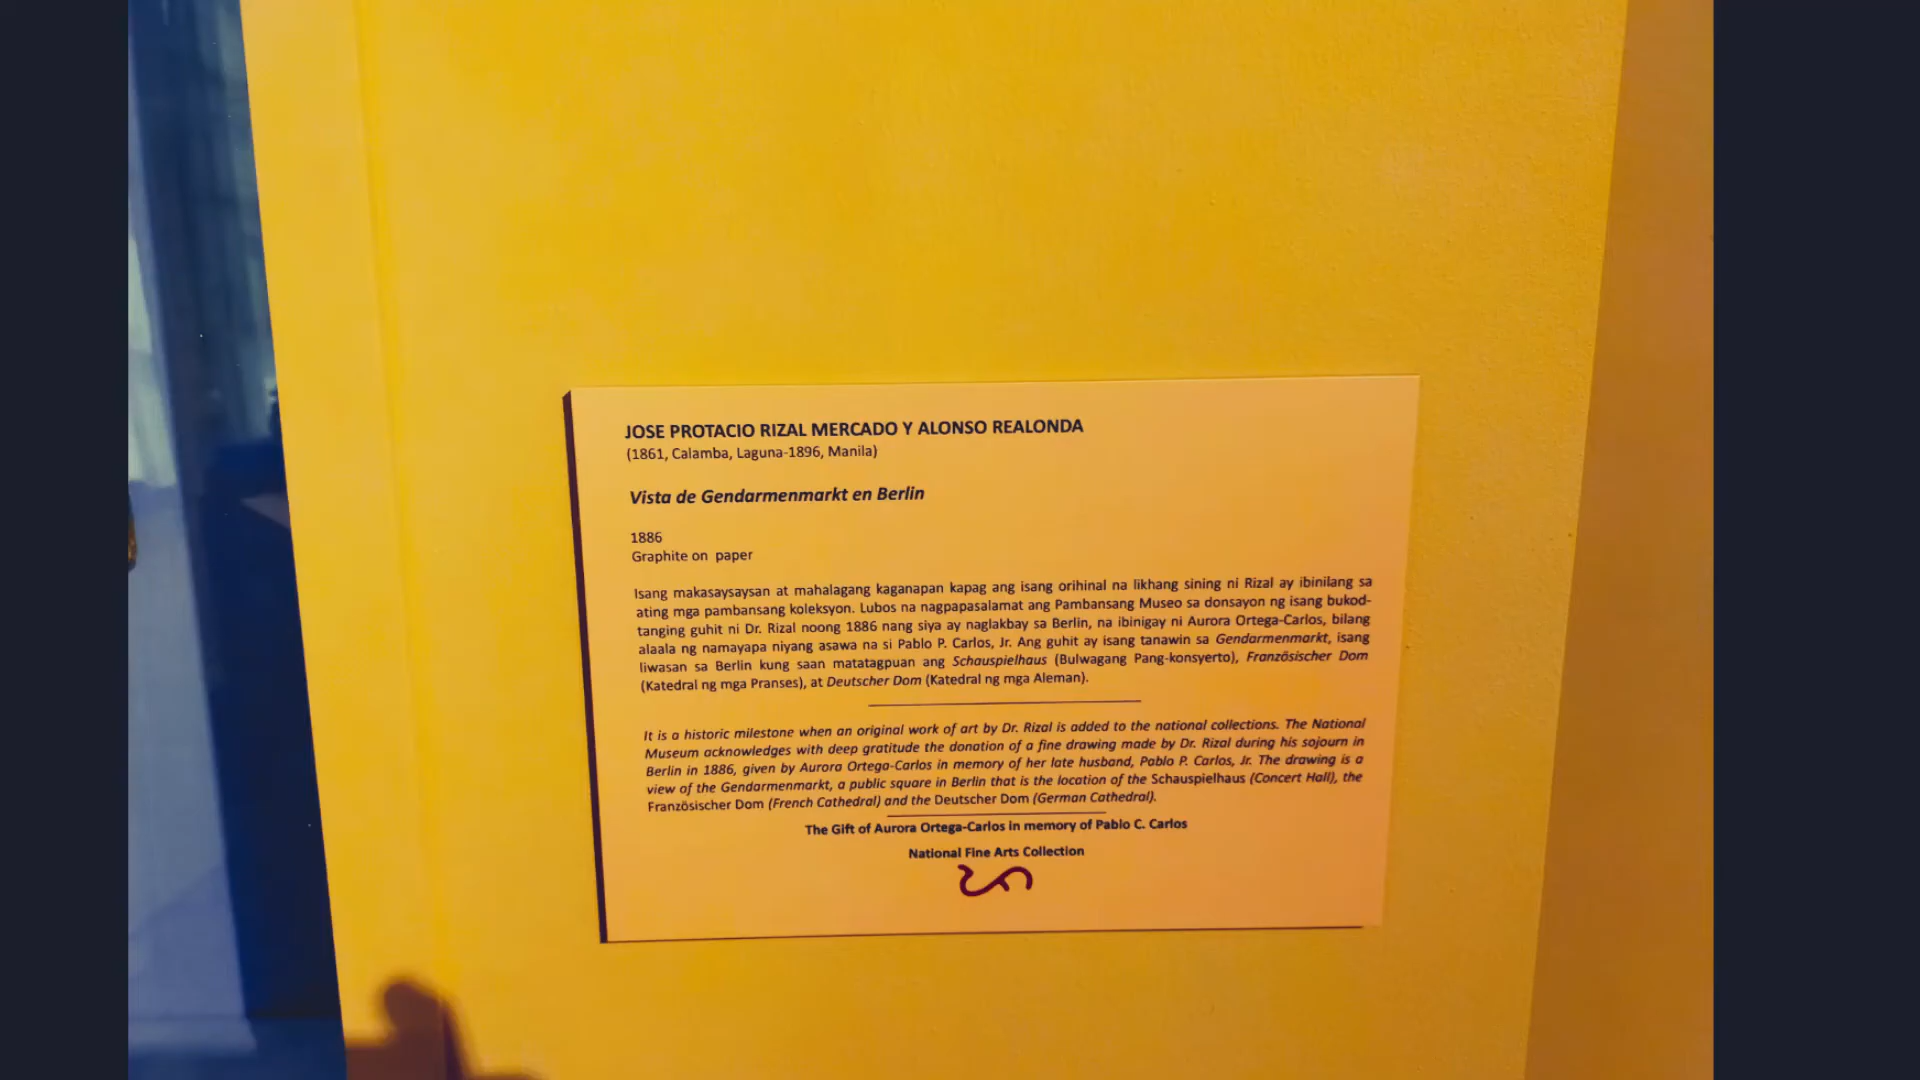 JOSE PROTACIO RIZAL MERCADO Y ALONSO REALONDA
(1861, Calamba, Laguna-1896, Manila)
Vista de Gendarmenmarkt en Berlin
1886
Graphite on paper
Isang makasaysaysan at mahalagang kaganapan kapag ang isang orihinal na likhang sining ni Rizal ay ibinilang sa
ating mga pambansang koleksyon. Lubos na nagpapasalamat ang Pambansang Museo sa donsayon ng isang bukod-
tanging guhit ni Dr. Rizal noong 1886 nang siya ay naglakbay sa Berlin, na ibinigay ni Aurora Ortega-Carlos, bilang
alaala ng namayapa niyang asawa na si Pablo P. Carlos, Jr. Ang guhit ay isang tanawin sa Gendarmenmarkt, isang
liwasan sa Berlin kung saan matatagpuan ang Schauspielhaus (Bulwagang Pang-konsyerto), Französischer Dom
(Katedral ng mga Pranses), at Deutscher Dom (Katedral ng mga Aleman).
It is a historic milestone when an original work of art by Dr. Rizal is added to the national collections. The National
Museum acknowledges with deep gratitude the donation of a fine drawing made by Dr. Rizal during his sojourn in
Berlin in 1886, given by Aurora Ortega-Carlos in memory of her late husband, Pablo P. Carlos, Jr. The drawing is a
view of the Gendarmenmarkt, a public square in Berlin that is the location of the Schauspielhaus (Concert Hall), the
Französischer Dom (French Cathedral) and the Deutscher Dom (German Cathedral).
The Gift of Aurora Ortega-Carlos in memory of Pablo C. Carlos
National Fine Arts Collection